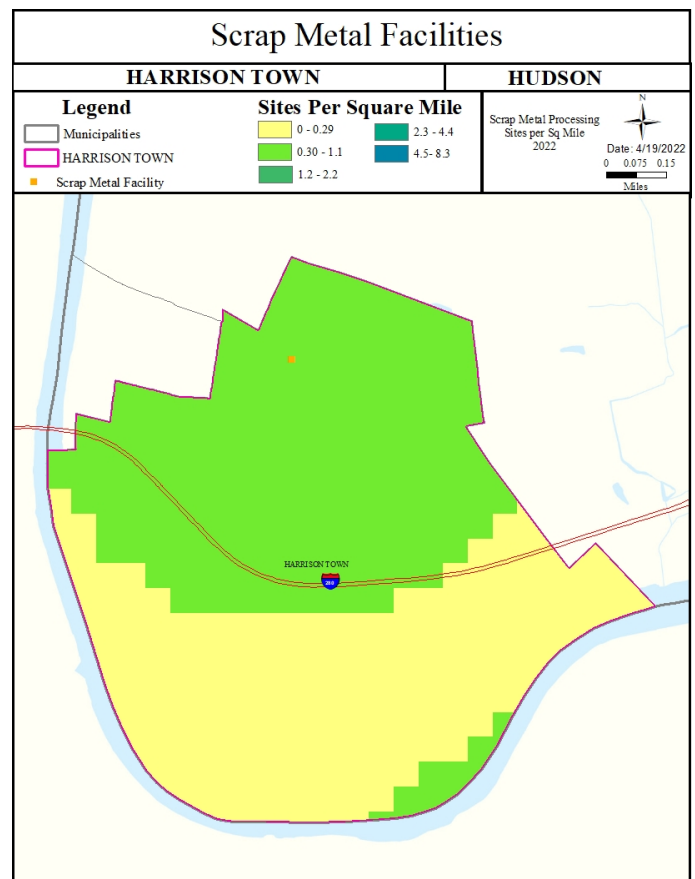 Scrap Metal Facilities
HARRISON TOWN
HUDSON
Legend
Municipalities
HARRISON TOWN
Scrap Metal Facility
Sites Per Square Mile
0 - 0.29
0.30 - 1.1
1.2 - 2.2
2.3 - 4.4
4.5- 8.3
Scrap Metal Processing
Sites per Sq Mile
2022
N
Date: 4/19/2022
0 0.075 0.15
Miles
HARRISON TOWN
280